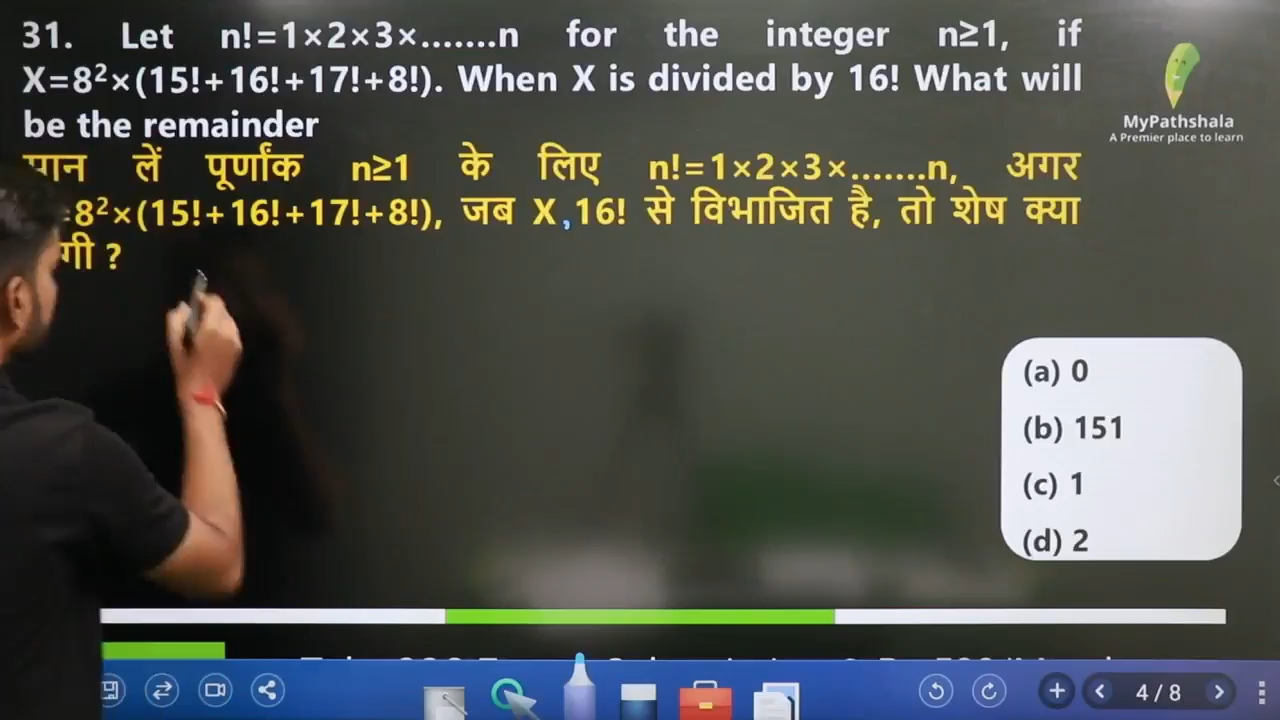 31. Let n!=1×2×3×.......n for the integer n≥1, if
X=8²×(15!+16!+17!+8!). When X is divided by 16! What will
be the remainder
MyPathshala
A Premier place to learn
लें पूर्णांक n≥1 के लिए n!=1×2×3×.......n, अगर
=8²×(15!+16!+17!+8!), जब X,16! से विभाजित है, तो शेष क्या
?
(a) 0
(b) 151
(c) 1
(d) 2
4 / 8